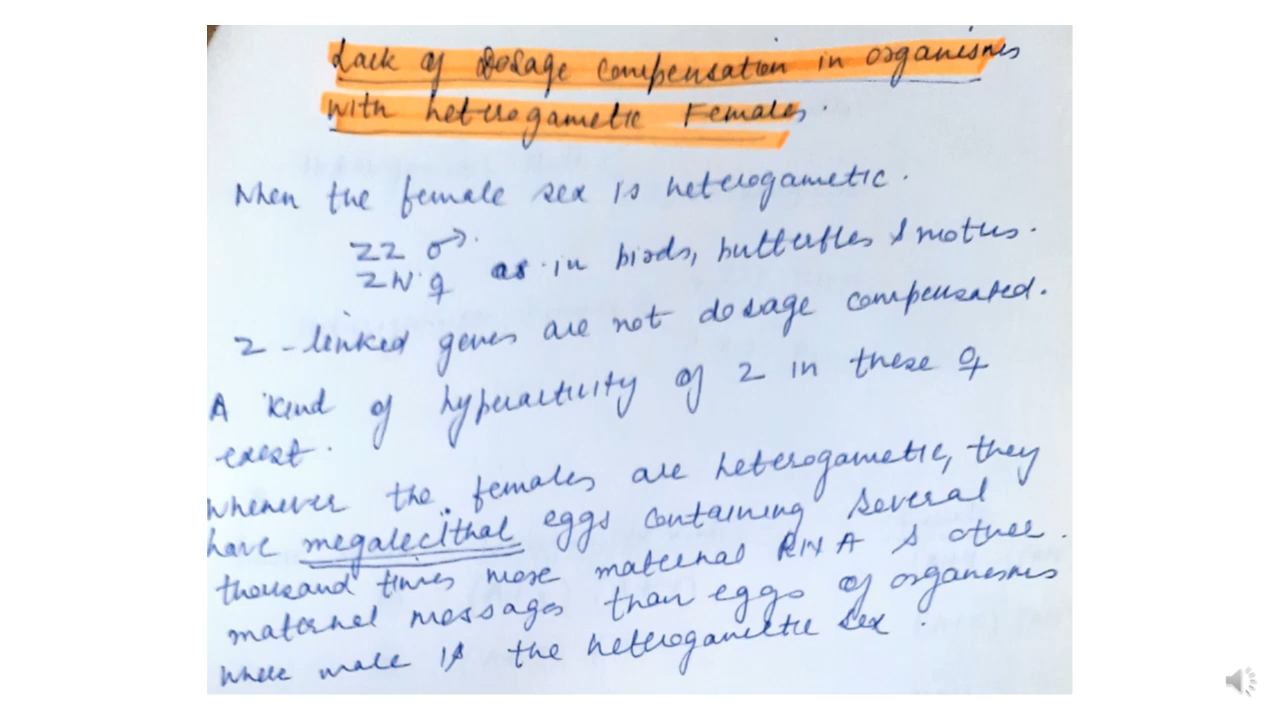 Lack of Dosage compensation in organisms
with heterogametic Females.
When the female sex is heterogametic.
ZZ ♂
ZW ♀ as in birds, butterflies & moths.
Z-linked genes are not dosage compensated.
A kind of hyperactivity of Z in these ♀
exist.
Whenever the females are heterogametic, they
have megalecithal eggs containing several
thousand times more maternal RNA & other
maternal messages than eggs of organisms
where male is the heterogametic sex.